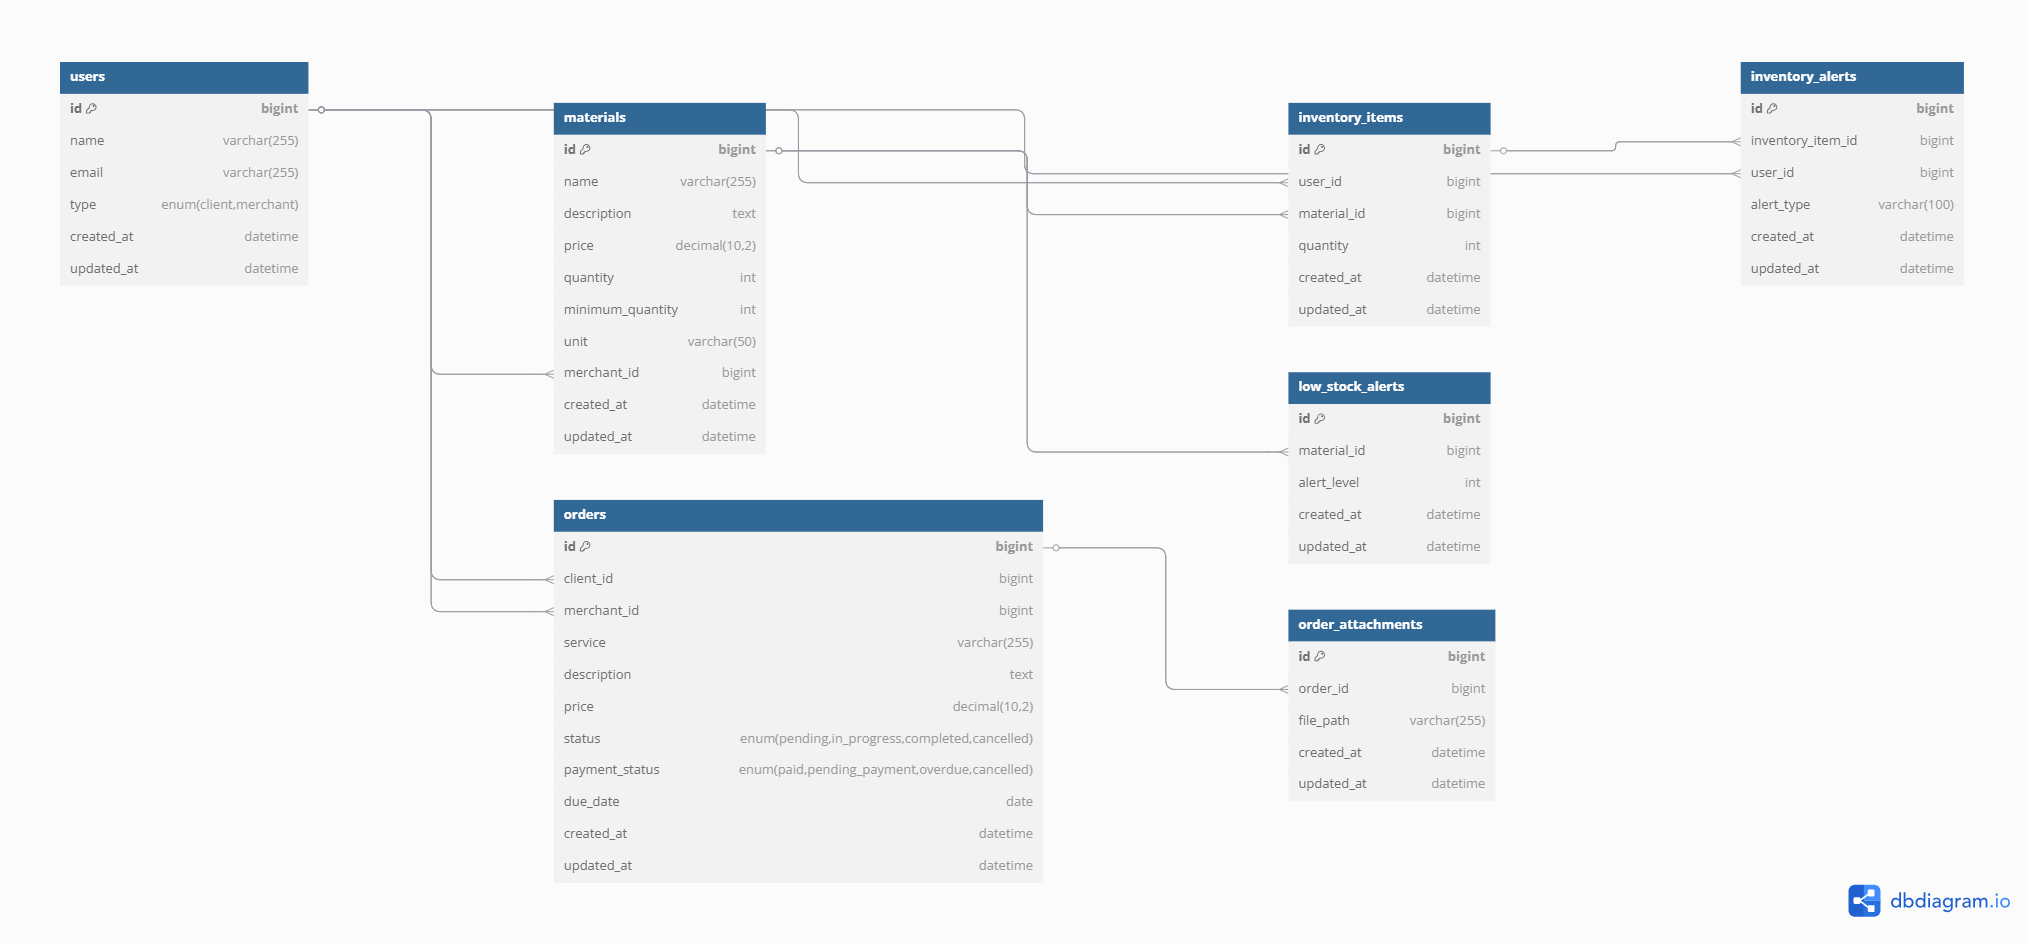 users
id bigint
name varchar(255)
email varchar(255)
type enum(client,merchant)
created_at datetime
updated_at datetime
materials
id bigint
name varchar(255)
description text
price decimal(10,2)
quantity int
minimum_quantity int
unit varchar(50)
merchant_id bigint
created_at datetime
updated_at datetime
orders
id bigint
client_id bigint
merchant_id bigint
service varchar(255)
description text
price decimal(10,2)
status enum(pending,in_progress,completed,cancelled)
payment_status enum(paid,pending_payment,overdue,cancelled)
due_date date
created_at datetime
updated_at datetime
inventory_items
id bigint
user_id bigint
material_id bigint
quantity int
created_at datetime
updated_at datetime
low_stock_alerts
id bigint
material_id bigint
alert_level int
created_at datetime
updated_at datetime
order_attachments
id bigint
order_id bigint
file_path varchar(255)
created_at datetime
updated_at datetime
inventory_alerts
id bigint
inventory_item_id bigint
user_id bigint
alert_type varchar(100)
created_at datetime
updated_at datetime
dbdiagram.io